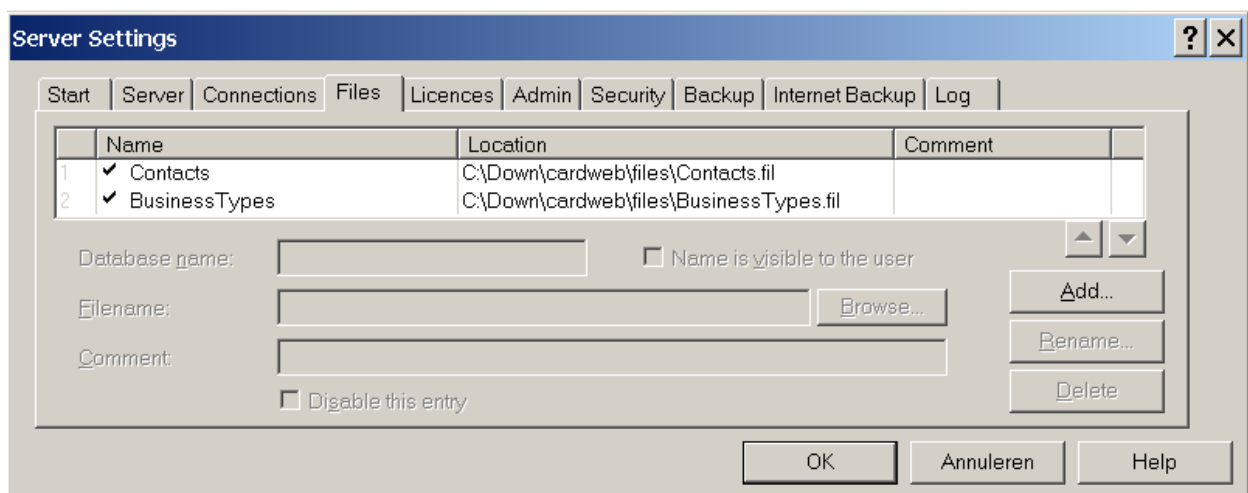 Server Settings
Start Server Connections Files Licences Admin Security Backup Internet Backup Log
Name Location Comment
1 Contacts C:\Down\cardweb\files\Contacts.fil
2 BusinessTypes C:\Down\cardweb\files\BusinessTypes.fil
Database name: Name is visible to the user
Filename: Browse... Add...
Comment: Rename...
Disable this entry Delete
OK Annuleren Help